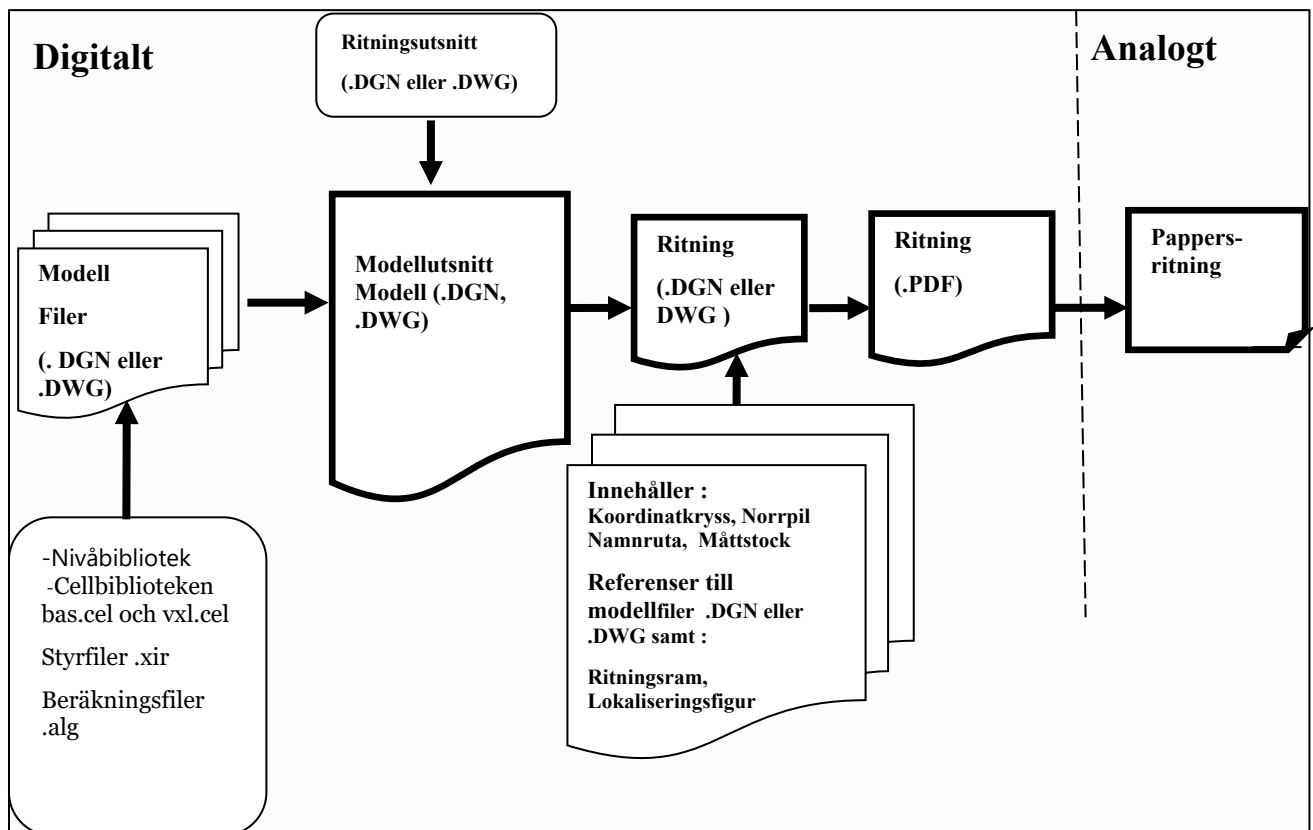 Digitalt
Ritningsutsnitt
(.DGN eller .DWG)
Analogt
Modell
Filer
(. DGN eller
.DWG)
Modellutsnitt
Modell (.DGN,
.DWG)
Ritning
(.DGN eller
DWG )
Ritning
(.PDF)
Pappers-
ritning
-Nivåbibliotek
-Cellbiblioteken
bas.cel och vxl.cel
Styrfiler .xir
Beräkningsfiler
.alg
Innehåller :
Koordinatkryss, Norrpil
Namnruta, Måttstock
Referenser till
modellfiler .DGN eller
.DWG samt :
Ritningsram,
Lokaliseringsfigur